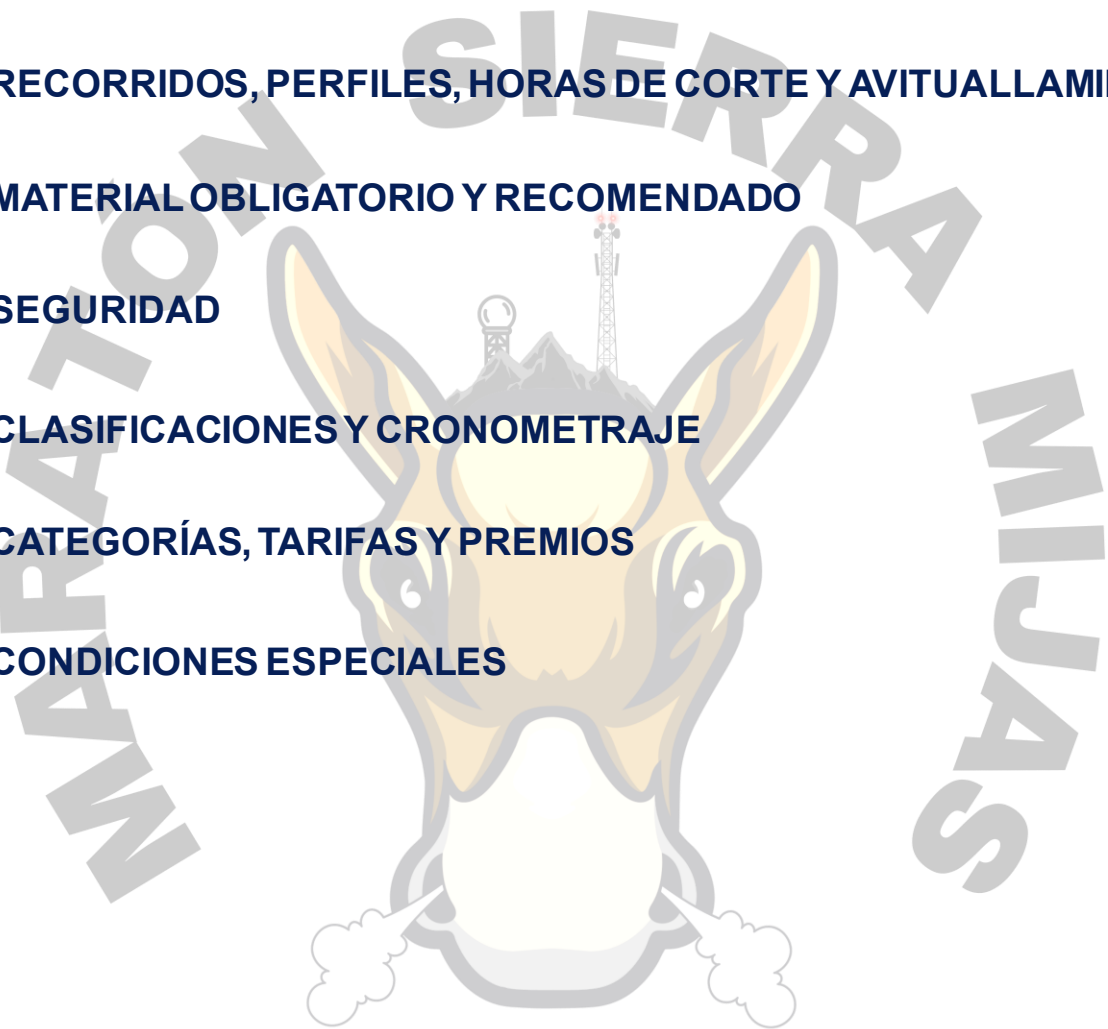 MARATÓN SIERRA MIJAS
RECORRIDOS, PERFILES, HORAS DE CORTE Y
MATERIAL OBLIGATORIO Y RECOMENDADO
SEGURIDAD
CLASIFICACIONES Y CRONOMETRAJE
CATEGORÍAS, TARIFAS Y PREMIOS
CONDICIONES ESPECIALES